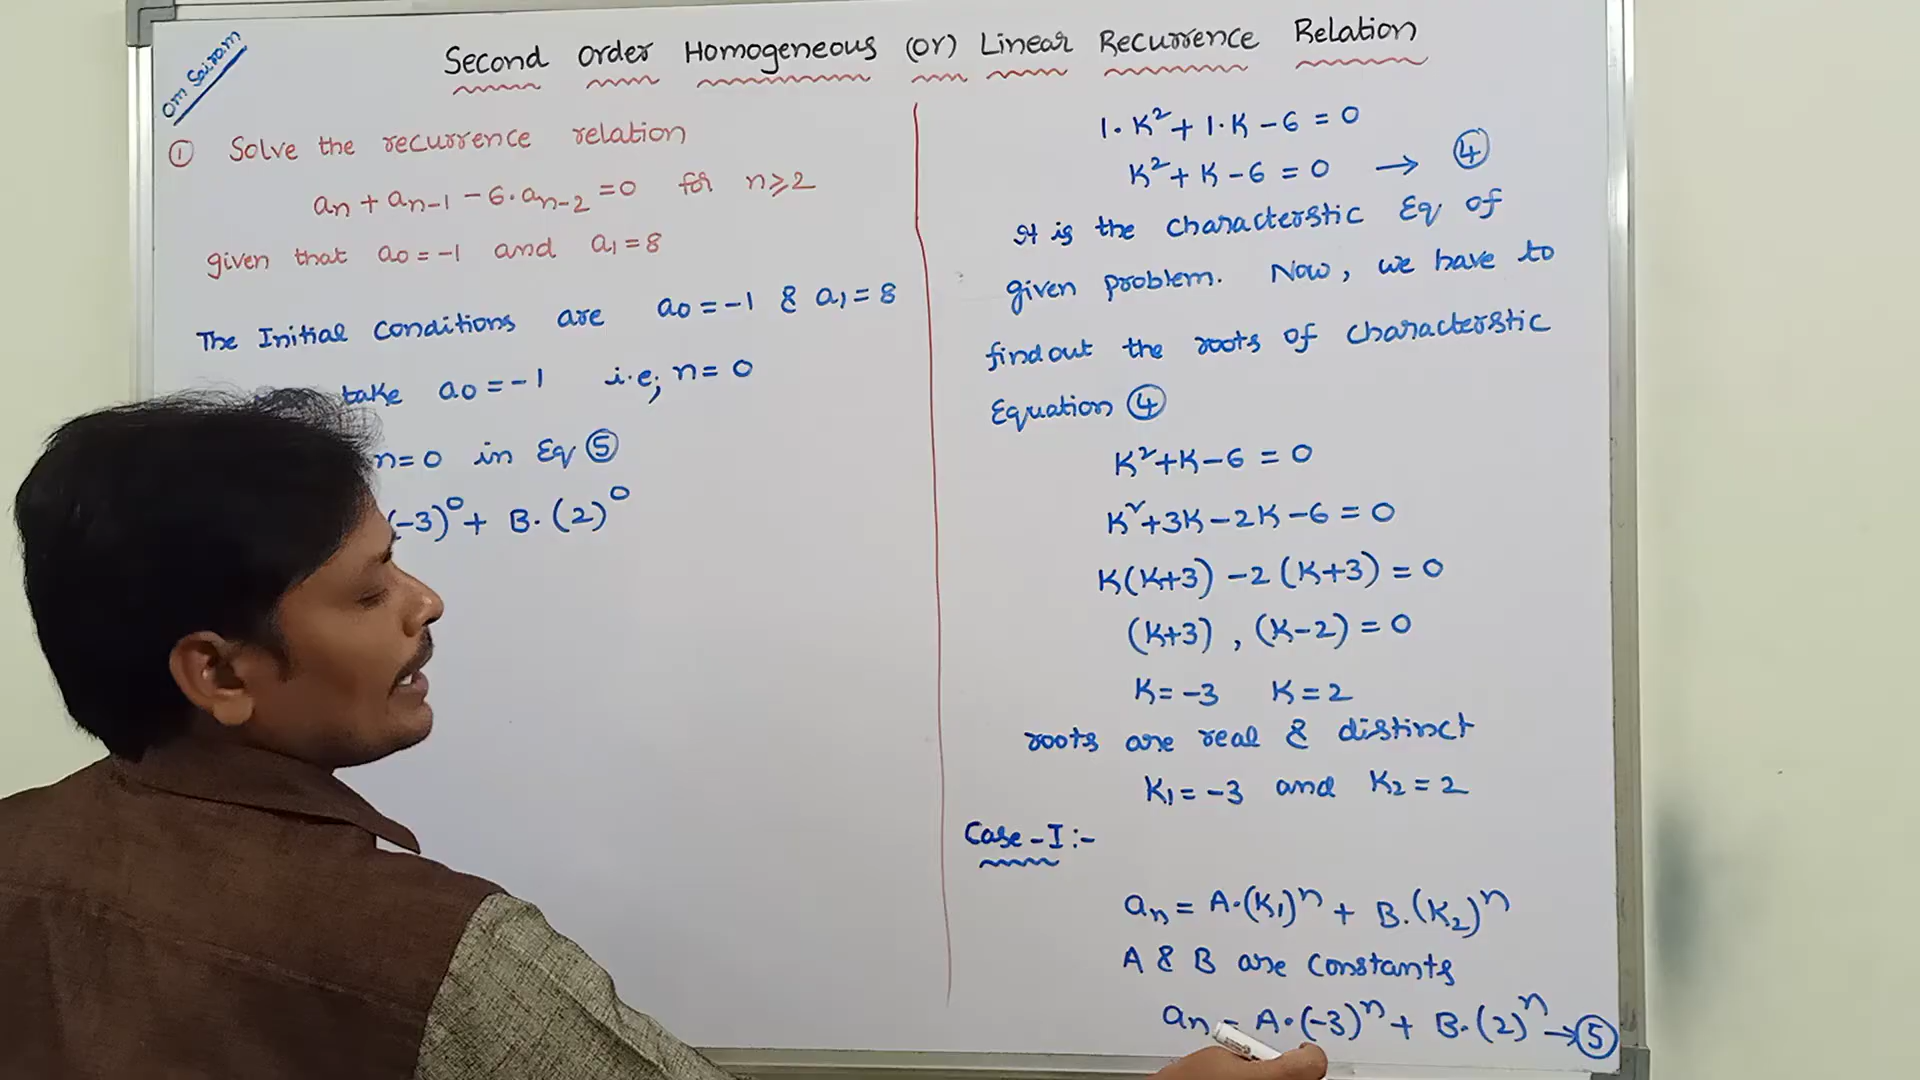 Om Sairam
Second Order Homogeneous (or) Linear Recurrence Relation
① Solve the recurrence relation
aₙ + aₙ₋₁ - 6·aₙ₋₂ = 0 for n ≥ 2
given that a₀ = -1 and a₁ = 8
The Initial Conditions are a₀ = -1 & a₁ = 8
take a₀ = -1 i.e; n = 0
n = 0 in Eq ⑤
(-3)⁰ + B·(2)⁰
1·K² + 1·K - 6 = 0
K² + K - 6 = 0 → ④
It is the characterstic Eq of
given problem. Now, we have to
find out the roots of characterstic
Equation ④
K² + K - 6 = 0
K² + 3K - 2K - 6 = 0
K(K+3) - 2(K+3) = 0
(K+3) , (K-2) = 0
K = -3 K = 2
roots are real & distinct
K₁ = -3 and K₂ = 2
Case - I :-
aₙ = A·(K₁)ⁿ + B·(K₂)ⁿ
A & B are constants
aₙ = A·(-3)ⁿ + B·(2)ⁿ → ⑤